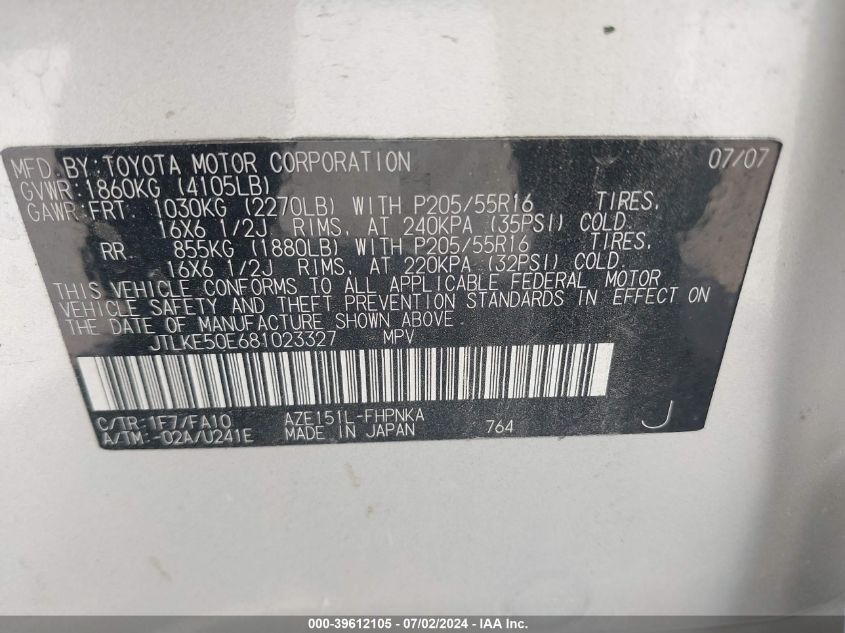 MFD. BY: TOYOTA MOTOR CORPORATION 07/07
GVWR: 1860KG (4105LB)
GAWR: FRT. 1030KG (2270LB) WITH P205/55R16 TIRES,
16X6 1/2J RIMS, AT 240KPA (35PSI) COLD.
RR. 855KG (1880LB) WITH P205/55R16 TIRES,
16X6 1/2J RIMS, AT 220KPA (32PSI) COLD.
THIS VEHICLE CONFORMS TO ALL APPLICABLE FEDERAL MOTOR
VEHICLE SAFETY AND THEFT PREVENTION STANDARDS IN EFFECT ON
THE DATE OF MANUFACTURE SHOWN ABOVE.
JTLKE50E681023327 MPV
C/TR-1F7/FA10 AZE151L-FHPNKA
A/TM:-02A/U241E MADE IN JAPAN 764 J
000-39612105 - 07/02/2024 - IAA Inc.